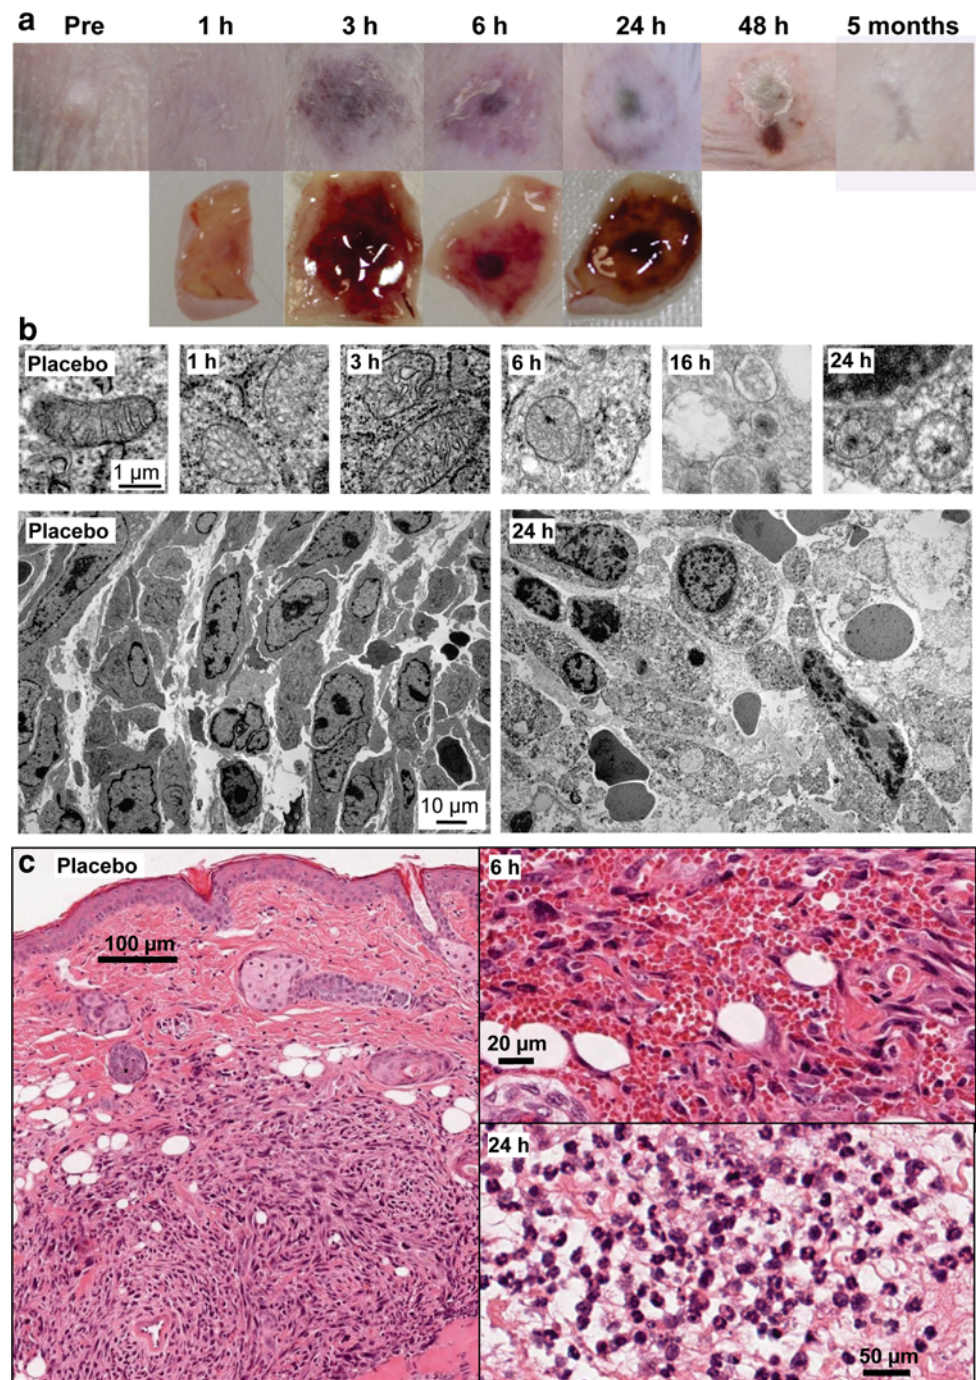 a
Pre 1 h 3 h 6 h 24 h 48 h 5 months
b
Placebo 1 h 3 h 6 h 16 h 24 h
1 µm
Placebo 24 h
10 µm
c Placebo 6 h
100 µm
20 µm
24 h
50 µm